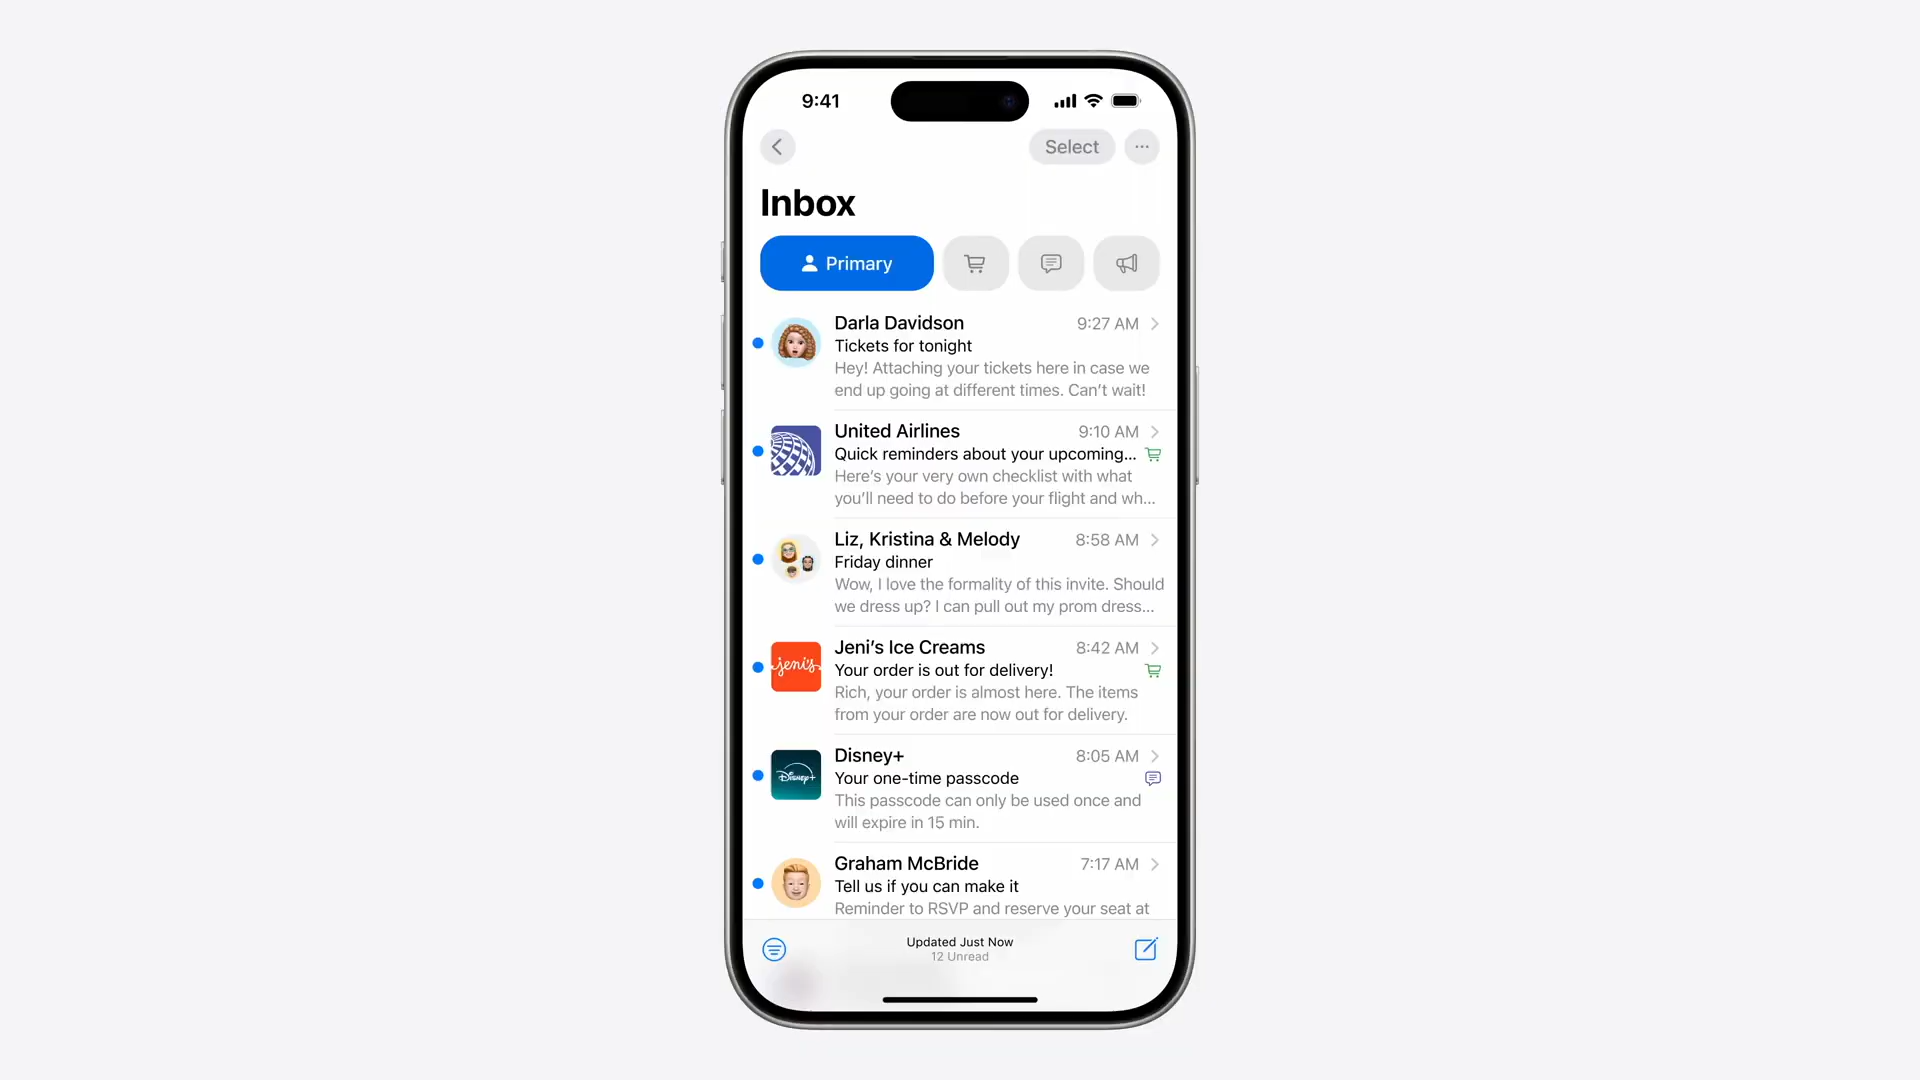 9:41
Select
Inbox
Primary
Darla Davidson 9:27 AM
Tickets for tonight
Hey! Attaching your tickets here in case we
end up going at different times. Can’t wait!
United Airlines 9:10 AM
Quick reminders about your upcoming...
Here’s your very own checklist with what
you’ll need to do before your flight and wh...
Liz, Kristina & Melody 8:58 AM
Friday dinner
Wow, I love the formality of this invite. Should
we dress up? I can pull out my prom dress...
jeni's
Jeni’s Ice Creams 8:42 AM
Your order is out for delivery!
Rich, your order is almost here. The items
from your order are now out for delivery.
Disney+
Disney+ 8:05 AM
Your one-time passcode
This passcode can only be used once and
will expire in 15 min.
Graham McBride 7:17 AM
Tell us if you can make it
Reminder to RSVP and reserve your seat at
Updated Just Now
12 Unread